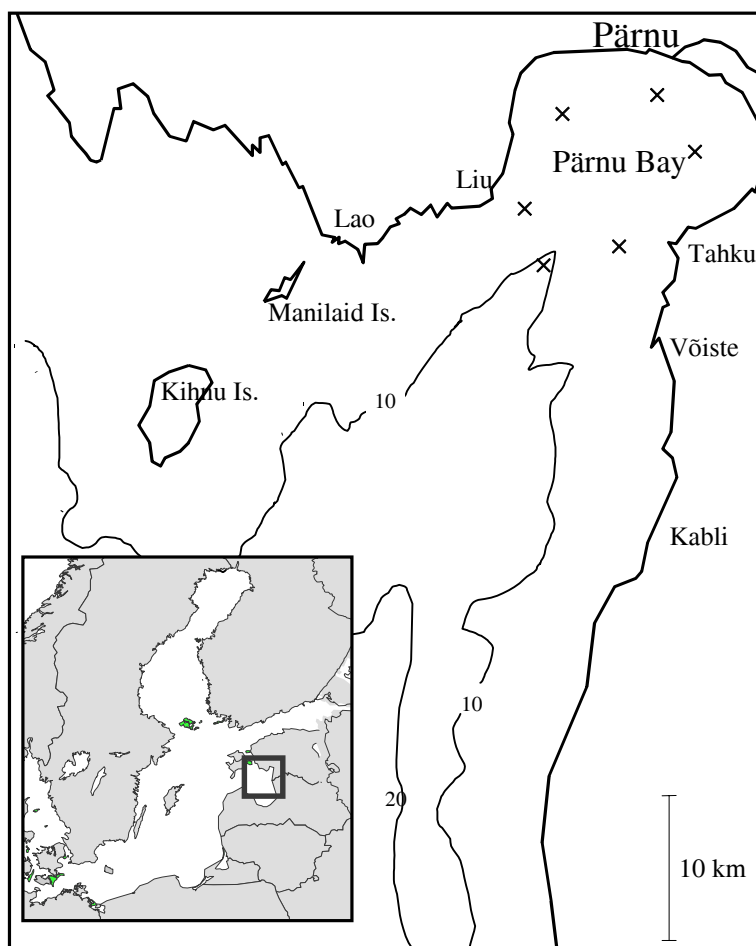 Pärnu
Pärnu Bay
Liu
Lao
Tahku
Manilaid Is.
Võiste
Kihnu Is.
10
Kabli
10
20
10 km